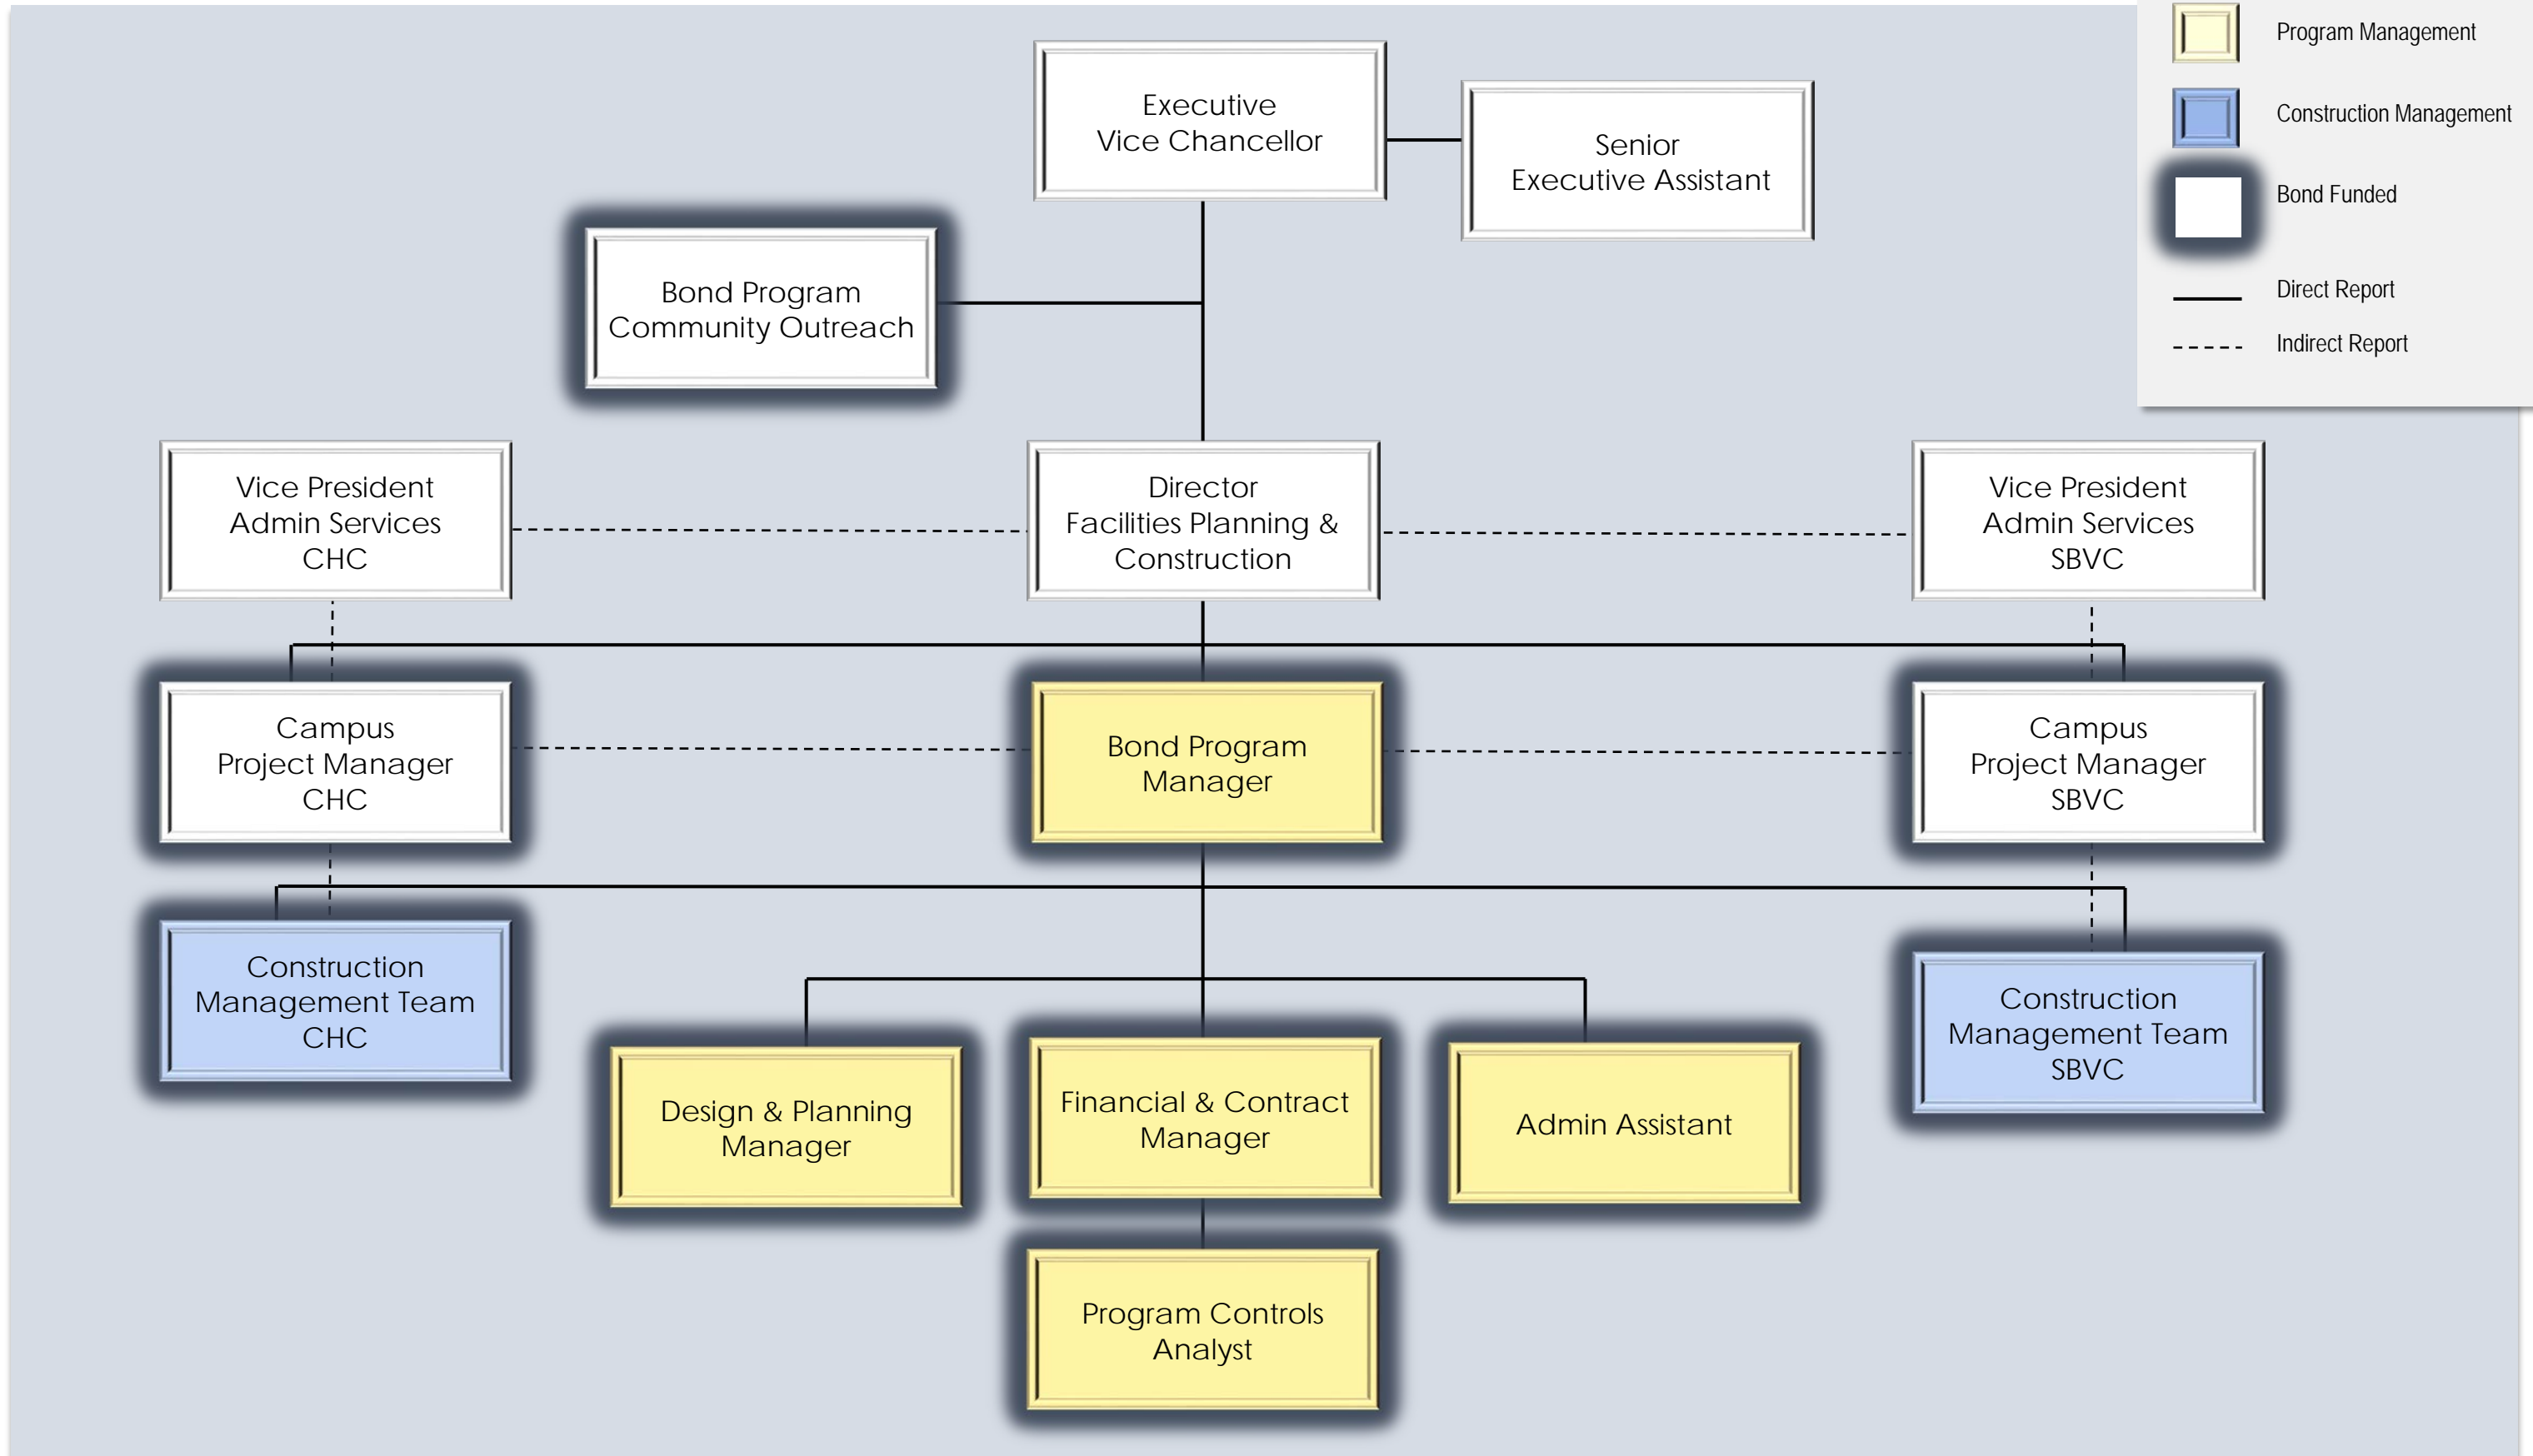 Program Management
Construction Management
Bond Funded
Direct Report
Indirect Report
Executive
Vice Chancellor
Senior
Executive Assistant
Bond Program
Community Outreach
Vice President
Admin Services
CHC
Director
Facilities Planning &
Construction
Vice President
Admin Services
SBVC
Campus
Project Manager
CHC
Bond Program
Manager
Campus
Project Manager
SBVC
Construction
Management Team
CHC
Construction
Management Team
SBVC
Design & Planning
Manager
Financial & Contract
Manager
Admin Assistant
Program Controls
Analyst